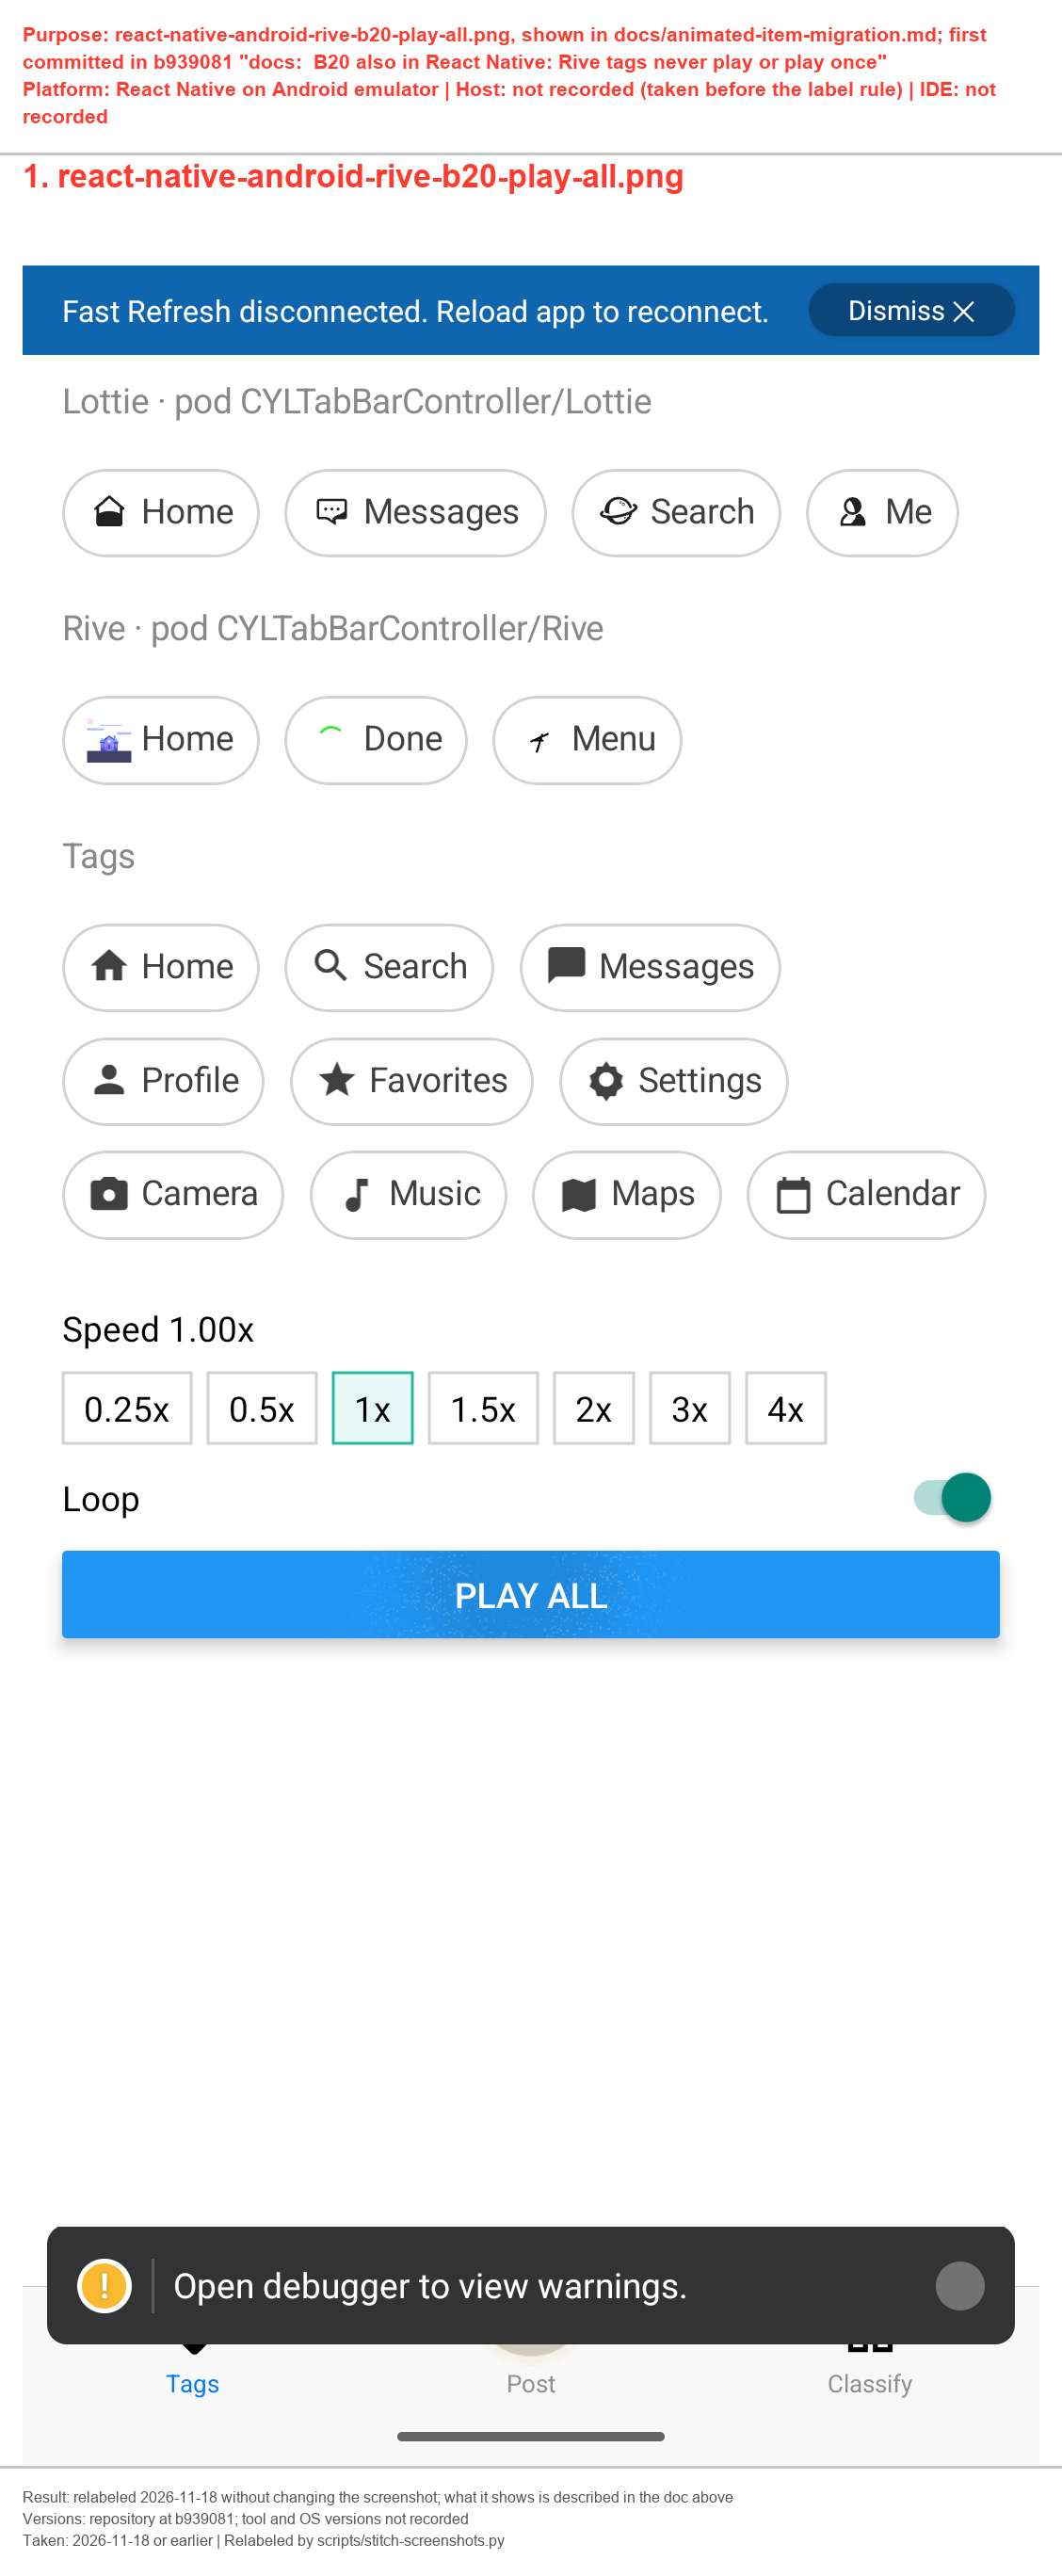 Purpose: react-native-android-rive-b20-play-all.png, shown in docs/animated-item-migration.md; first
committed in b939081 "docs:  B20 also in React Native: Rive tags never play or play once"
Platform: React Native on Android emulator | Host: not recorded (taken before the label rule) | IDE: not
recorded
1. react-native-android-rive-b20-play-all.png
Fast Refresh disconnected. Reload app to reconnect. Dismiss ×
Lottie · pod CYLTabBarController/Lottie
Home Messages Search Me
Rive · pod CYLTabBarController/Rive
Home Done Menu
Tags
Home Search Messages
Profile Favorites Settings
Camera Music Maps Calendar
Speed 1.00x
0.25x 0.5x 1x 1.5x 2x 3x 4x
Loop
PLAY ALL
! Open debugger to view warnings.
Tags Post Classify
Result: relabeled 2026-11-18 without changing the screenshot; what it shows is described in the doc above
Versions: repository at b939081; tool and OS versions not recorded
Taken: 2026-11-18 or earlier | Relabeled by scripts/stitch-screenshots.py